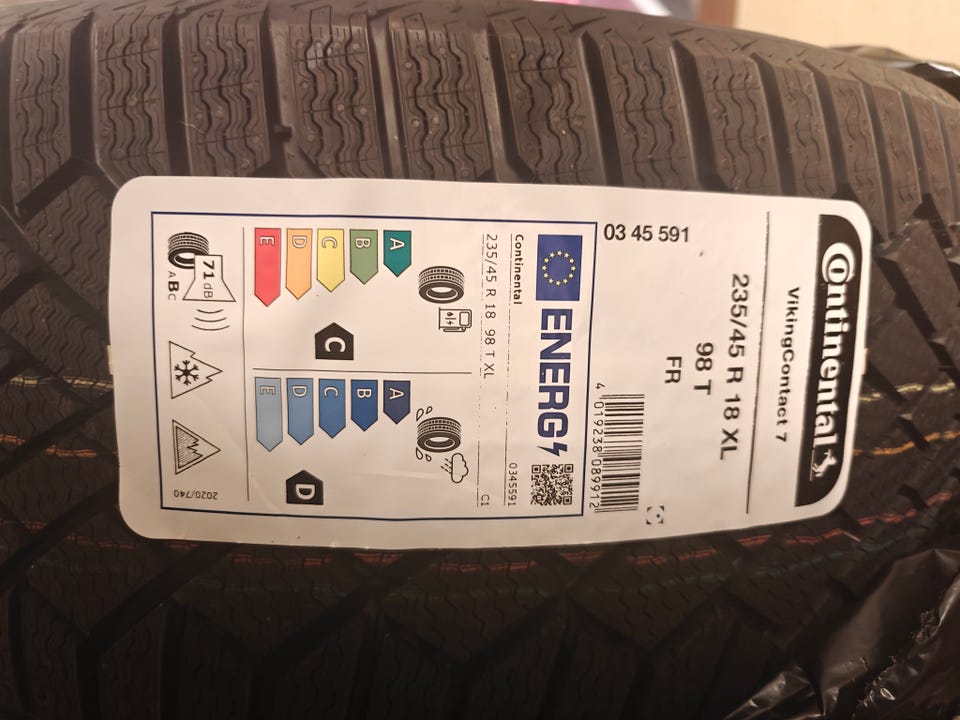 Continental
VikingContact 7
235/45 R 18 XL
98 T
FR
03 45 591
4 019238 089912
ENERG
Continental
0345591
235/45 R 18 98 T XL
C1
A
B
C
D
E
C
A
B
C
D
E
D
71 dB
ABC
2020/740